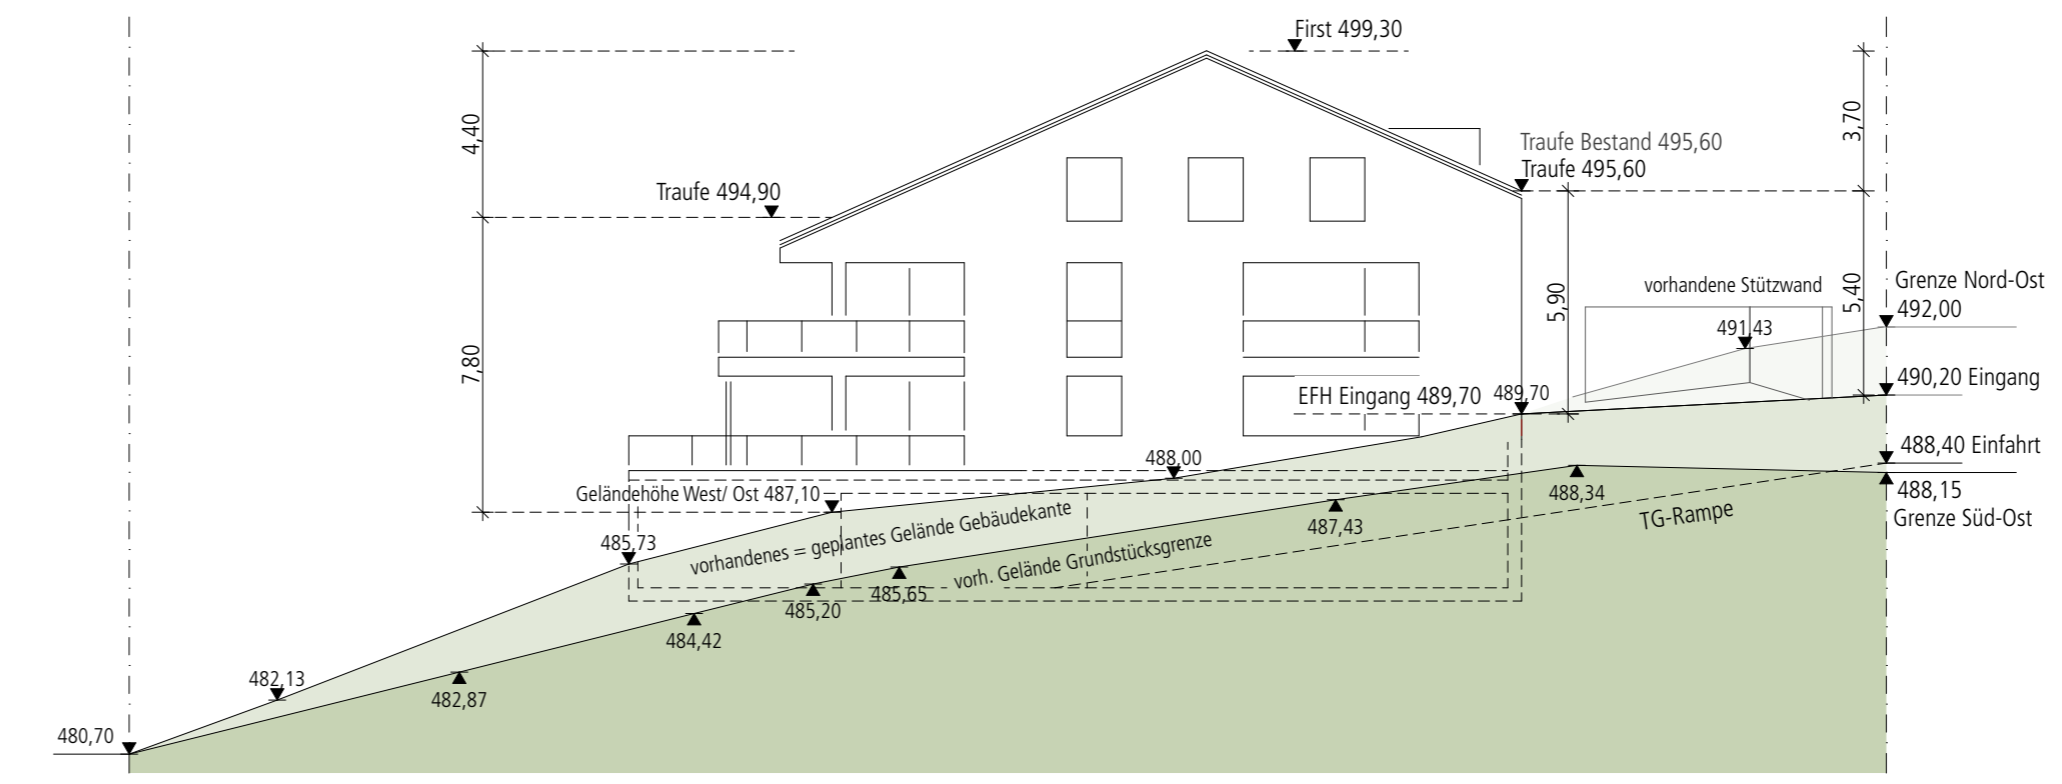 First 499,30
4,40
3,70
Traufe Bestand 495,60
Traufe 495,60
Traufe 494,90
vorhandene Stützwand
Grenze Nord-Ost
492,00
5,90
5,40
491,43
7,80
490,20 Eingang
EFH Eingang 489,70
489,70
488,40 Einfahrt
488,00
Geländehöhe West/ Ost 487,10
488,34
488,15
Grenze Süd-Ost
TG-Rampe
487,43
vorhandenes = geplantes Gelände Gebäudekante
485,73
vorh. Gelände Grundstücksgrenze
485,65
485,20
484,42
482,13
482,87
480,70